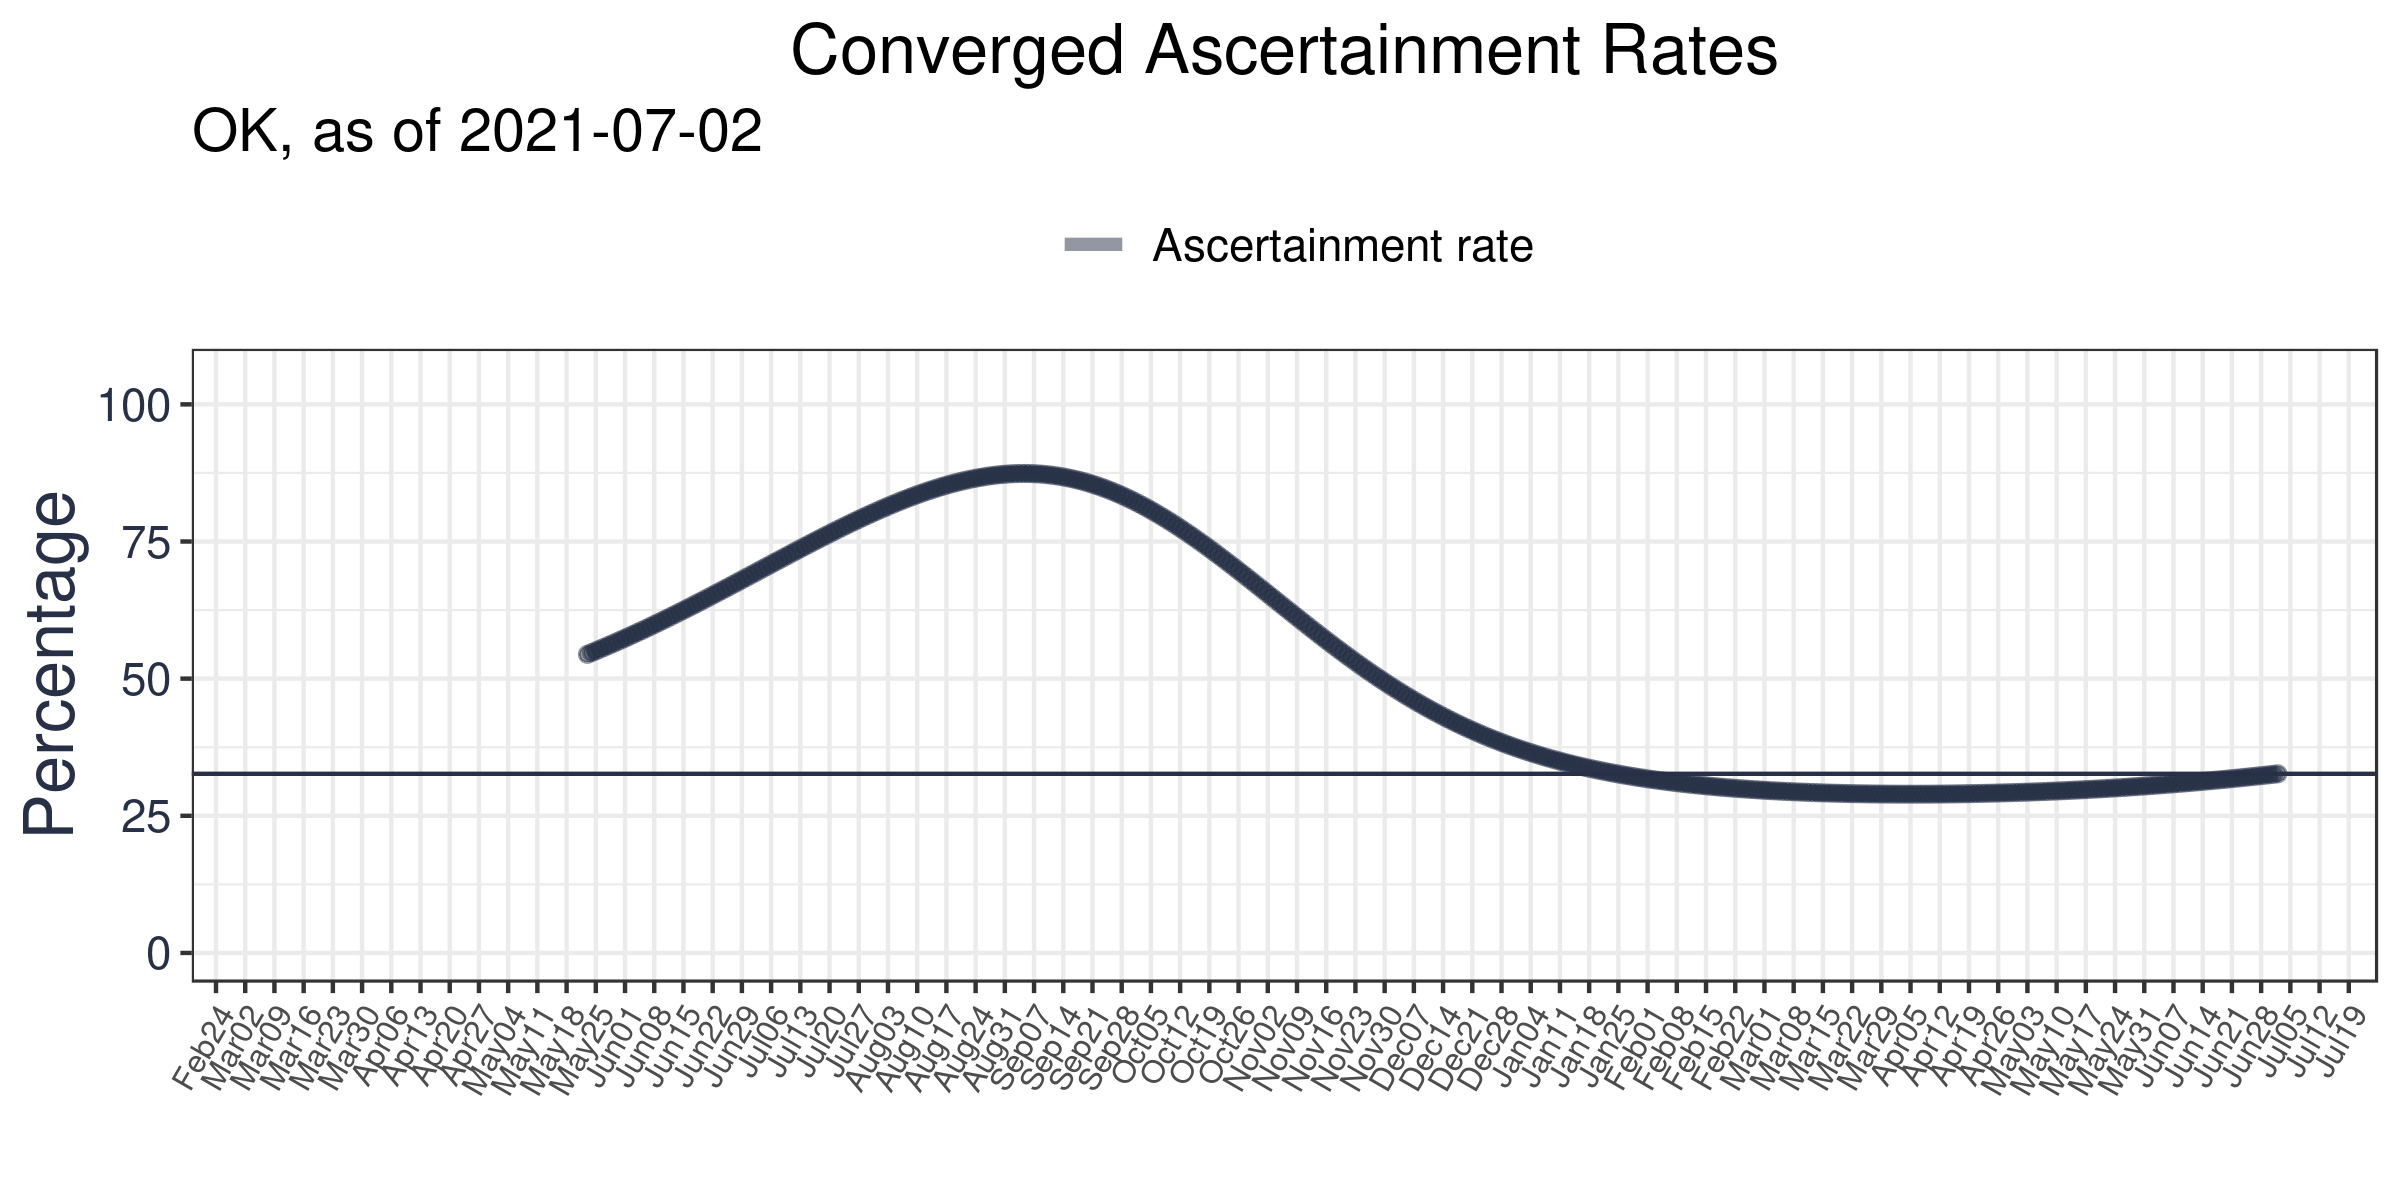 Converged Ascertainment Rates
OK, as of 2021-07-02
Ascertainment rate
Percentage
100
75
50
25
0
Feb24 Mar02 Mar09 Mar16 Mar23 Mar30 Apr06 Apr13 Apr20 Apr27 May04 May11 May18 May25 Jun01 Jun08 Jun15 Jun22 Jun29 Jul06 Jul13 Jul20 Jul27 Aug03 Aug10 Aug17 Aug24 Aug31 Sep07 Sep14 Sep21 Sep28 Oct05 Oct12 Oct19 Oct26 Nov02 Nov09 Nov16 Nov23 Nov30 Dec07 Dec14 Dec21 Dec28 Jan04 Jan11 Jan18 Jan25 Feb01 Feb08 Feb15 Feb22 Mar01 Mar08 Mar15 Mar22 Mar29 Apr05 Apr12 Apr19 Apr26 May03 May10 May17 May24 May31 Jun07 Jun14 Jun21 Jun28 Jul05 Jul12 Jul19